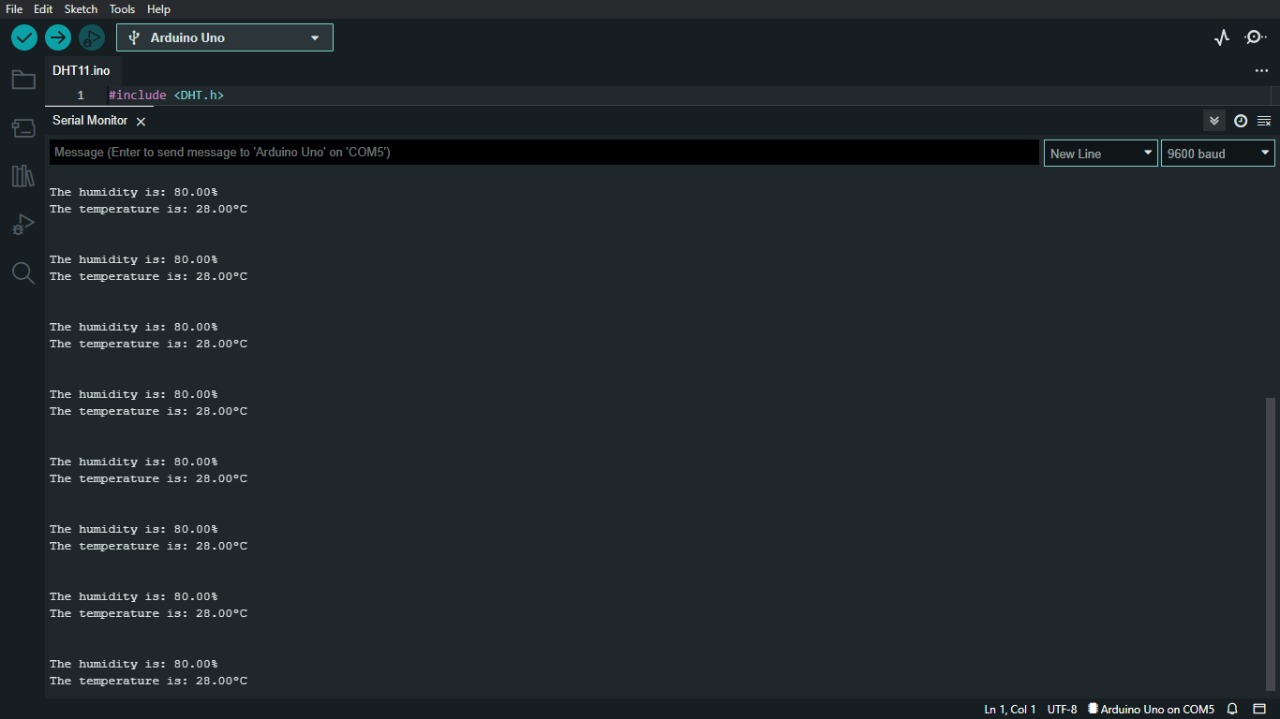 File Edit Sketch Tools Help
Arduino Uno
DHT11.ino
1 #include <DHT.h>
Serial Monitor
Message (Enter to send message to 'Arduino Uno' on 'COM5') New Line 9600 baud
The humidity is: 80.00%
The temperature is: 28.00°C
The humidity is: 80.00%
The temperature is: 28.00°C
The humidity is: 80.00%
The temperature is: 28.00°C
The humidity is: 80.00%
The temperature is: 28.00°C
The humidity is: 80.00%
The temperature is: 28.00°C
The humidity is: 80.00%
The temperature is: 28.00°C
The humidity is: 80.00%
The temperature is: 28.00°C
The humidity is: 80.00%
The temperature is: 28.00°C
Ln 1, Col 1 UTF-8 Arduino Uno on COM5